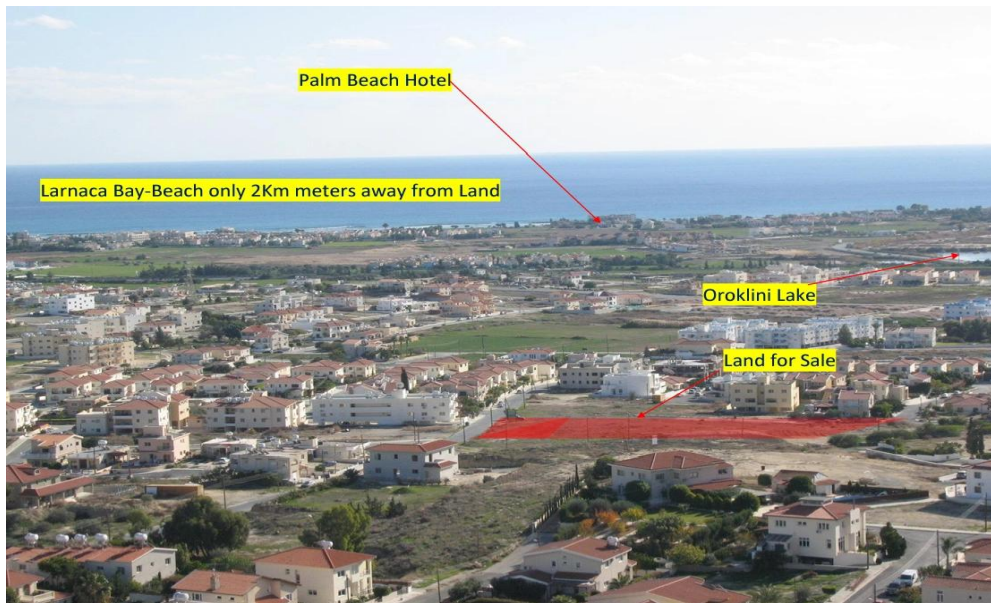 Palm Beach Hotel
Larnaca Bay-Beach only 2Km meters away from Land
Oroklini Lake
Land for Sale